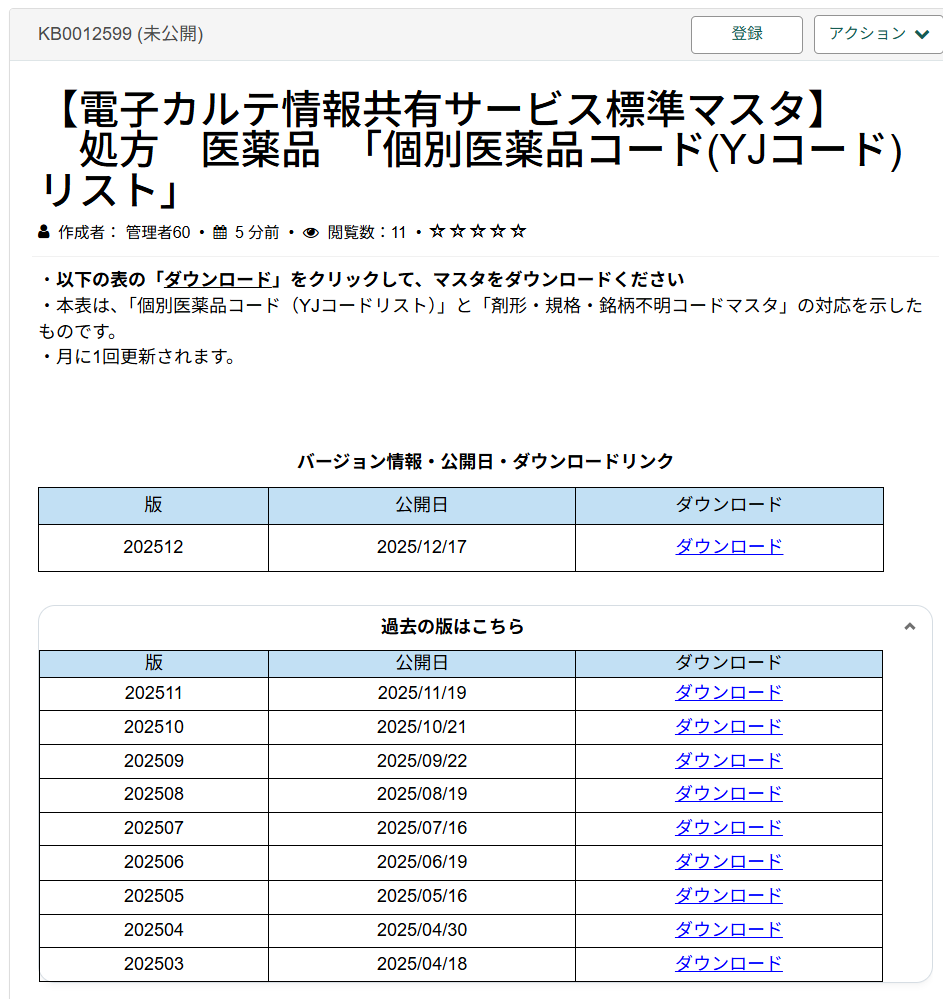 KB0012599 (未公開)
登録
アクション
【電子カルテ情報共有サービス標準マスタ】
処方　医薬品　「個別医薬品コード(YJコード)
リスト」
作成者： 管理者60 • 5 分前 • 閲覧数：11 • ☆☆☆☆☆
・以下の表の「ダウンロード」をクリックして、マスタをダウンロードください
・本表は、「個別医薬品コード（YJコードリスト）」と「剤形・規格・銘柄不明コードマスタ」の対応を示した
ものです。
・月に1回更新されます。
バージョン情報・公開日・ダウンロードリンク
版 公開日 ダウンロード
202512 2025/12/17 ダウンロード
過去の版はこちら
版 公開日 ダウンロード
202511 2025/11/19 ダウンロード
202510 2025/10/21 ダウンロード
202509 2025/09/22 ダウンロード
202508 2025/08/19 ダウンロード
202507 2025/07/16 ダウンロード
202506 2025/06/19 ダウンロード
202505 2025/05/16 ダウンロード
202504 2025/04/30 ダウンロード
202503 2025/04/18 ダウンロード